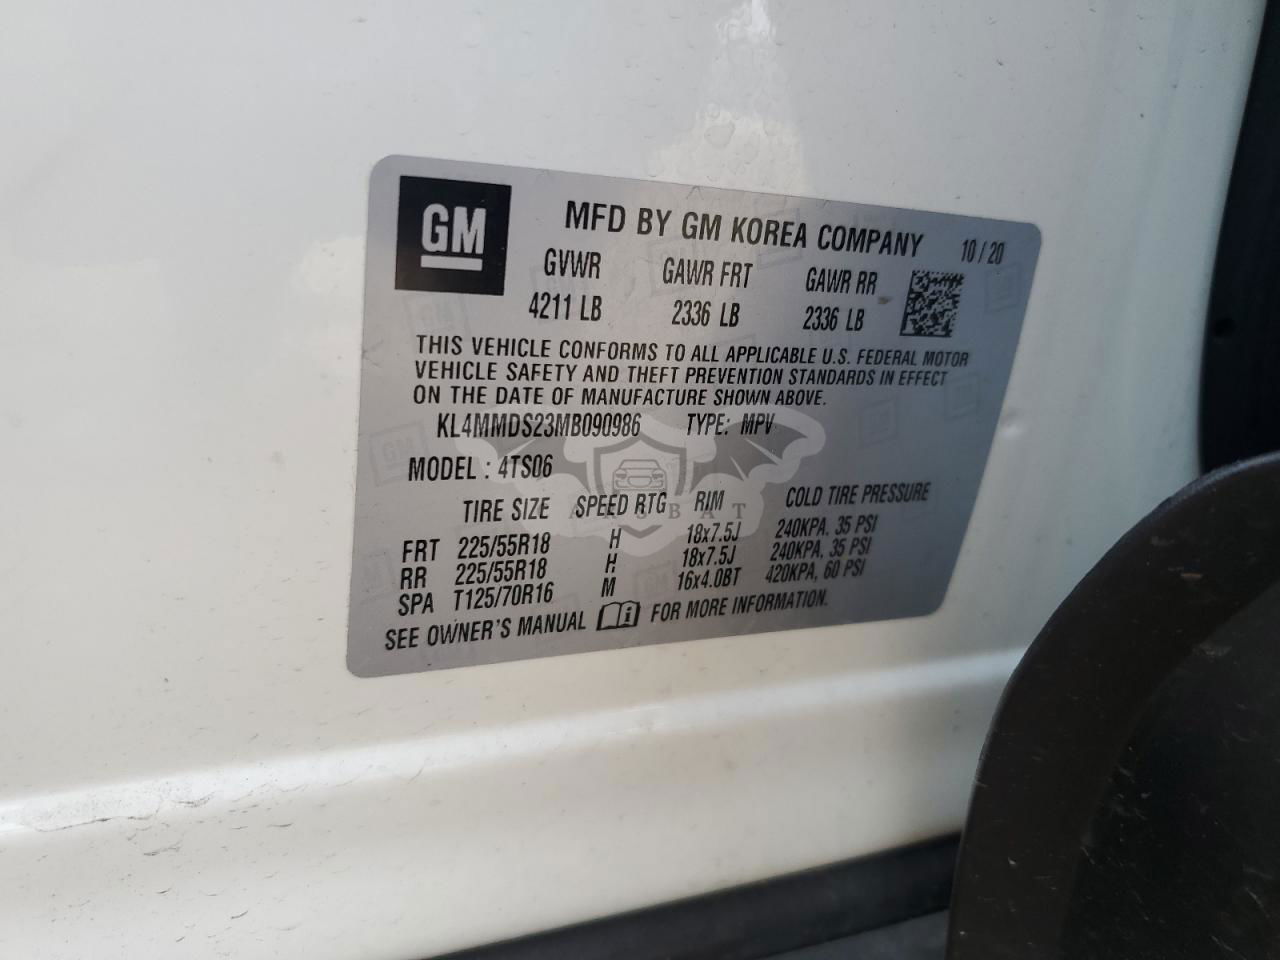 GM
MFD BY GM KOREA COMPANY 10/20
GVWR GAWR FRT GAWR RR
4211 LB 2336 LB 2336 LB
THIS VEHICLE CONFORMS TO ALL APPLICABLE U.S. FEDERAL MOTOR
VEHICLE SAFETY AND THEFT PREVENTION STANDARDS IN EFFECT
ON THE DATE OF MANUFACTURE SHOWN ABOVE.
KL4MMDS23MB090986 TYPE: MPV
MODEL : 4TS06
TIRE SIZE SPEED RTG RIM COLD TIRE PRESSURE
FRT 225/55R18 H 18x7.5J 240KPA, 35 PSI
RR 225/55R18 H 18x7.5J 240KPA, 35 PSI
SPA T125/70R16 M 16x4.0BT 420KPA, 60 PSI
SEE OWNER'S MANUAL FOR MORE INFORMATION.